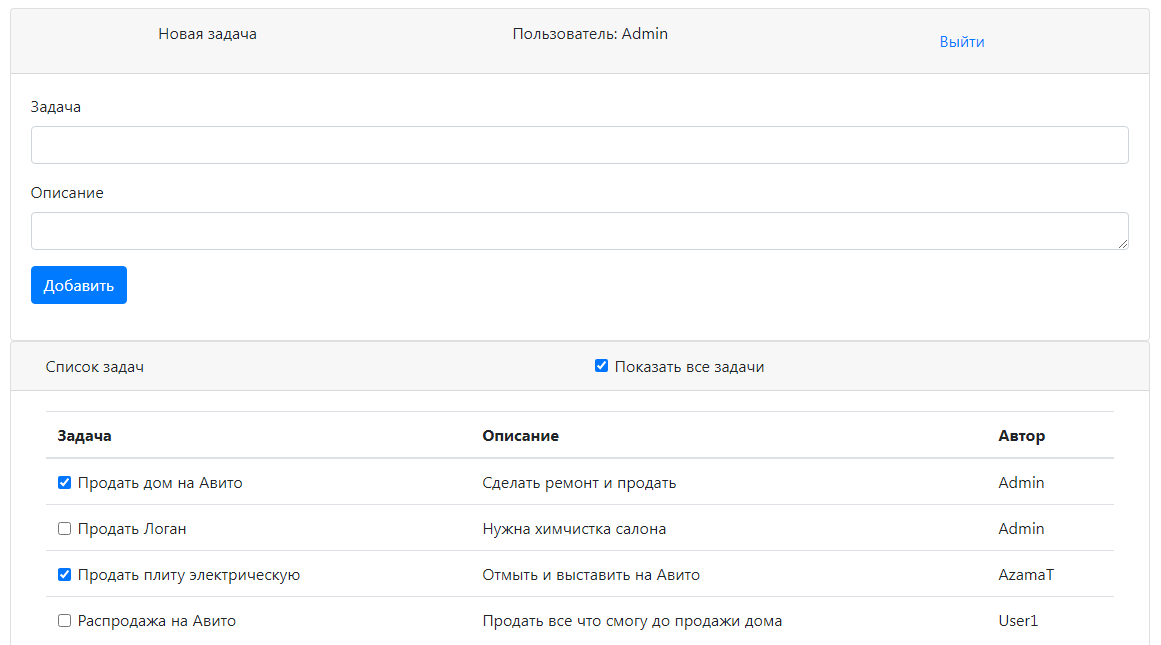 Новая задача Пользователь: Admin Выйти
Задача
Описание
Добавить
Список задач Показать все задачи
Задача Описание Автор
Продать дом на Авито Сделать ремонт и продать Admin
Продать Логан Нужна химчистка салона Admin
Продать плиту электрическую Отмыть и выставить на Авито AzamaT
Распродажа на Авито Продать все что смогу до продажи дома User1